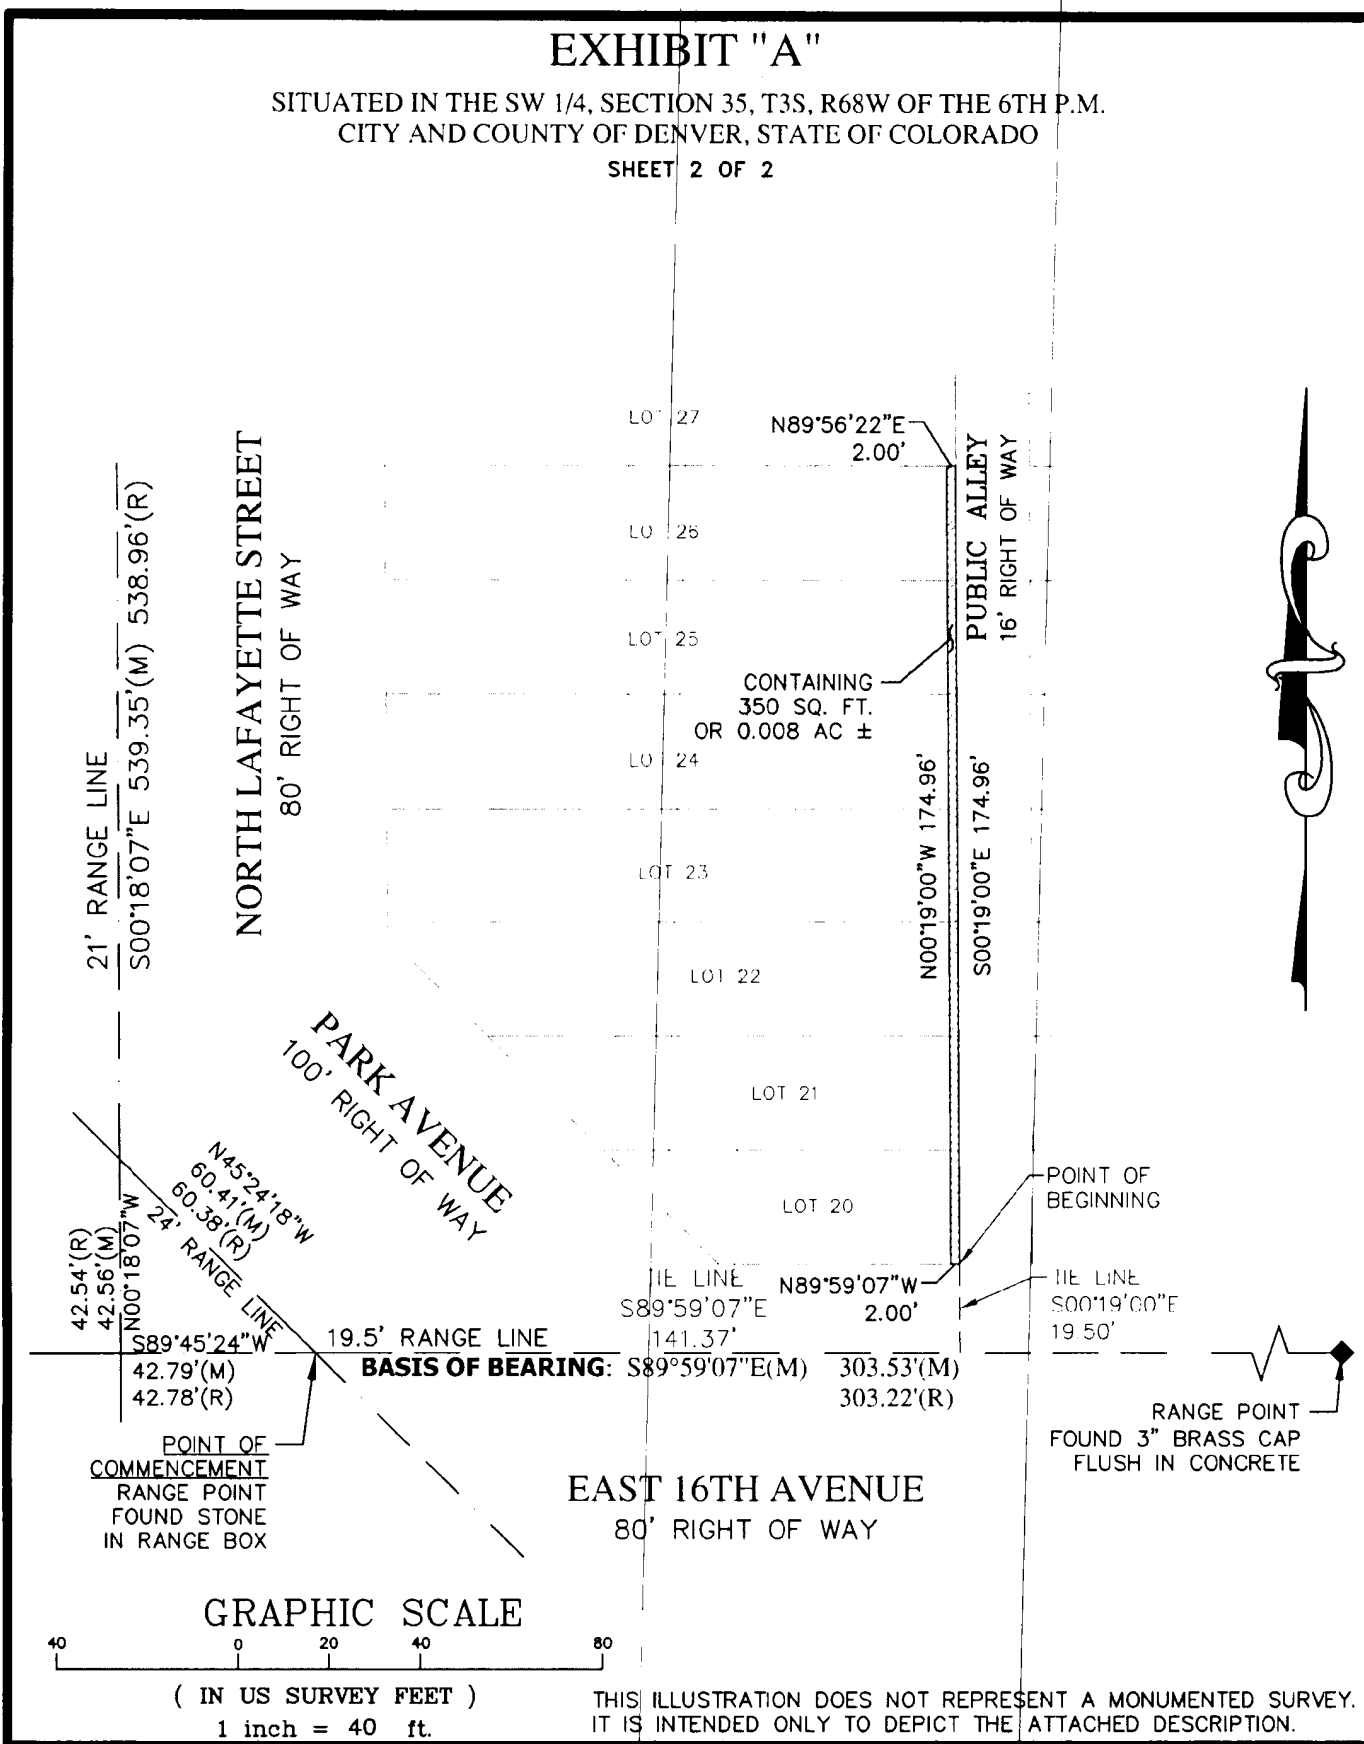 EXHIBIT "A"
SITUATED IN THE SW 1/4, SECTION 35, T3S, R68W OF THE 6TH P.M.
CITY AND COUNTY OF DENVER, STATE OF COLORADO
SHEET 2 OF 2
LOT 27
N89°56'22"E
2.00'
PUBLIC ALLEY
16' RIGHT OF WAY
LOT 26
LOT 25
CONTAINING
350 SQ. FT.
OR 0.008 AC ±
LOT 24
LOT 23
LOT 22
LOT 21
LOT 20
N00°19'00"W 174.96'
S00°19'00"E 174.96'
21' RANGE LINE
S00°18'07"E 539.35'(M) 538.96'(R)
NORTH LAFAYETTE STREET
80' RIGHT OF WAY
PARK AVENUE
100' RIGHT OF WAY
N45°24'18"W
60.41'(M)
60.38'(R)
24' RANGE LINE
42.54'(R)
42.56'(M)
N00°18'07"W
POINT OF
BEGINNING
TIE LINE
S89°59'07"E
141.37'
N89°59'07"W
2.00'
TIE LINE
S00°19'00"E
19.50'
S89°45'24"W
42.79'(M)
42.78'(R)
19.5' RANGE LINE
BASIS OF BEARING: S89°59'07"E(M) 303.53'(M)
303.22'(R)
RANGE POINT
FOUND 3" BRASS CAP
FLUSH IN CONCRETE
POINT OF
COMMENCEMENT
RANGE POINT
FOUND STONE
IN RANGE BOX
EAST 16TH AVENUE
80' RIGHT OF WAY
GRAPHIC SCALE
40 0 20 40 80
( IN US SURVEY FEET )
1 inch = 40 ft.
THIS ILLUSTRATION DOES NOT REPRESENT A MONUMENTED SURVEY.
IT IS INTENDED ONLY TO DEPICT THE ATTACHED DESCRIPTION.